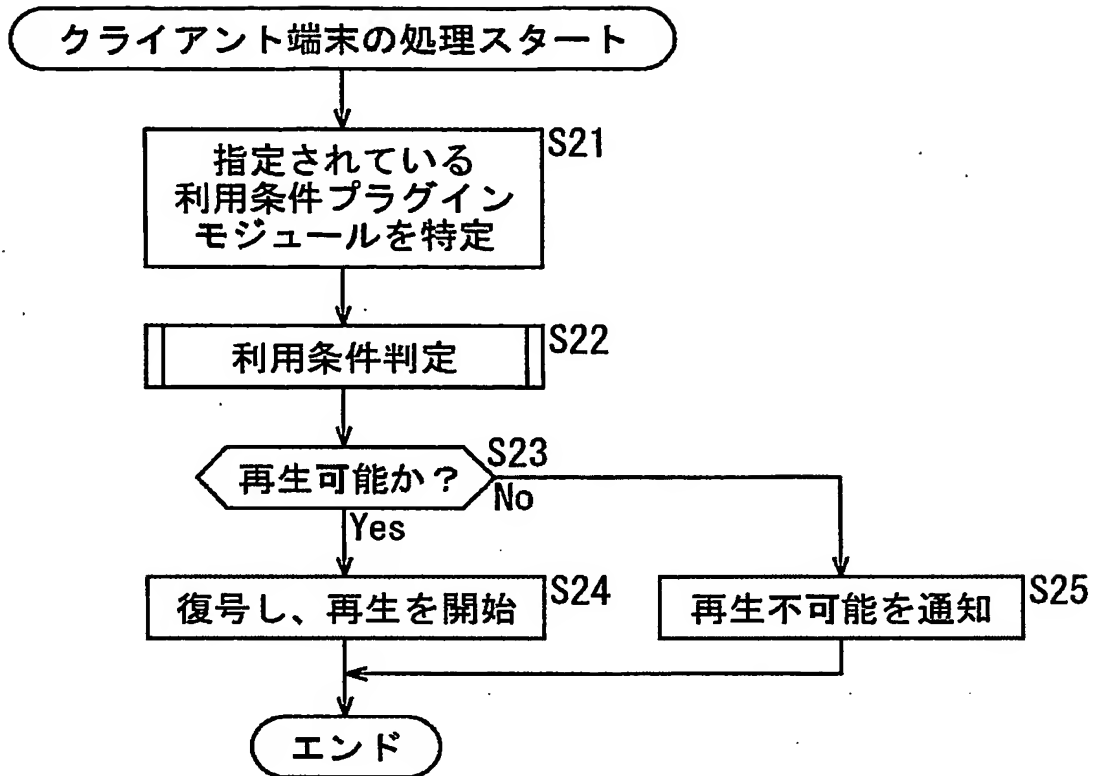 クライアント端末の処理スタート
S21
指定されている
利用条件プラグイン
モジュールを特定
S22
利用条件判定
S23
再生可能か？
No
Yes
復号し、再生を開始
S24
再生不可能を通知
S25
エンド